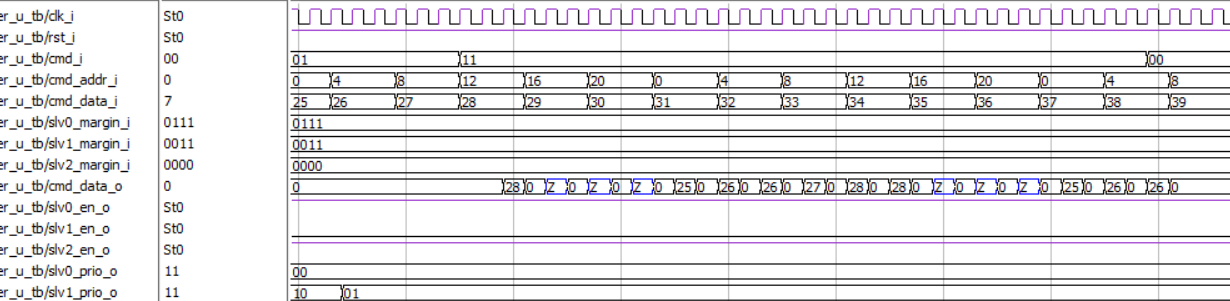 er_u_tb/clk_i St0
er_u_tb/rst_i St0
er_u_tb/cmd_i 00 01 11 00
er_u_tb/cmd_addr_i 0 0 4 8 12 16 20 0 4 8 12 16 20 0 4 8
er_u_tb/cmd_data_i 7 25 26 27 28 29 30 31 32 33 34 35 36 37 38 39
er_u_tb/slv0_margin_i 0111 0111
er_u_tb/slv1_margin_i 0011 0011
er_u_tb/slv2_margin_i 0000 0000
er_u_tb/cmd_data_o 0 0 28 0 Z 0 Z 0 Z 0 25 0 26 0 26 0 27 0 28 0 28 0 Z 0 Z 0 Z 0 25 0 26 0 26 0
er_u_tb/slv0_en_o St0
er_u_tb/slv1_en_o St0
er_u_tb/slv2_en_o St0
er_u_tb/slv0_prio_o 11 00
er_u_tb/slv1_prio_o 11 10 01